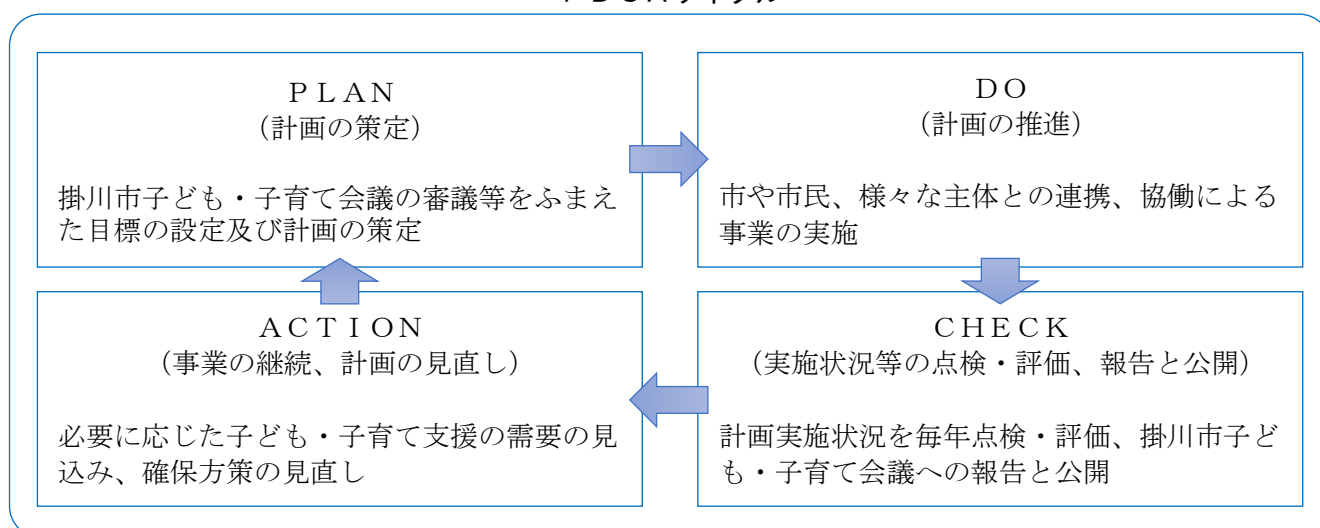 ＰＤＣＡサイクル
ＰＬＡＮ
（計画の策定）
掛川市子ども・子育て会議の審議等をふまえ
た目標の設定及び計画の策定
ＤＯ
（計画の推進）
市や市民、様々な主体との連携、協働による
事業の実施
ＡＣＴＩＯＮ
（事業の継続、計画の見直し）
必要に応じた子ども・子育て支援の需要の見
込み、確保方策の見直し
ＣＨＥＣＫ
（実施状況等の点検・評価、報告と公開）
計画実施状況を毎年点検・評価、掛川市子ど
も・子育て会議への報告と公開